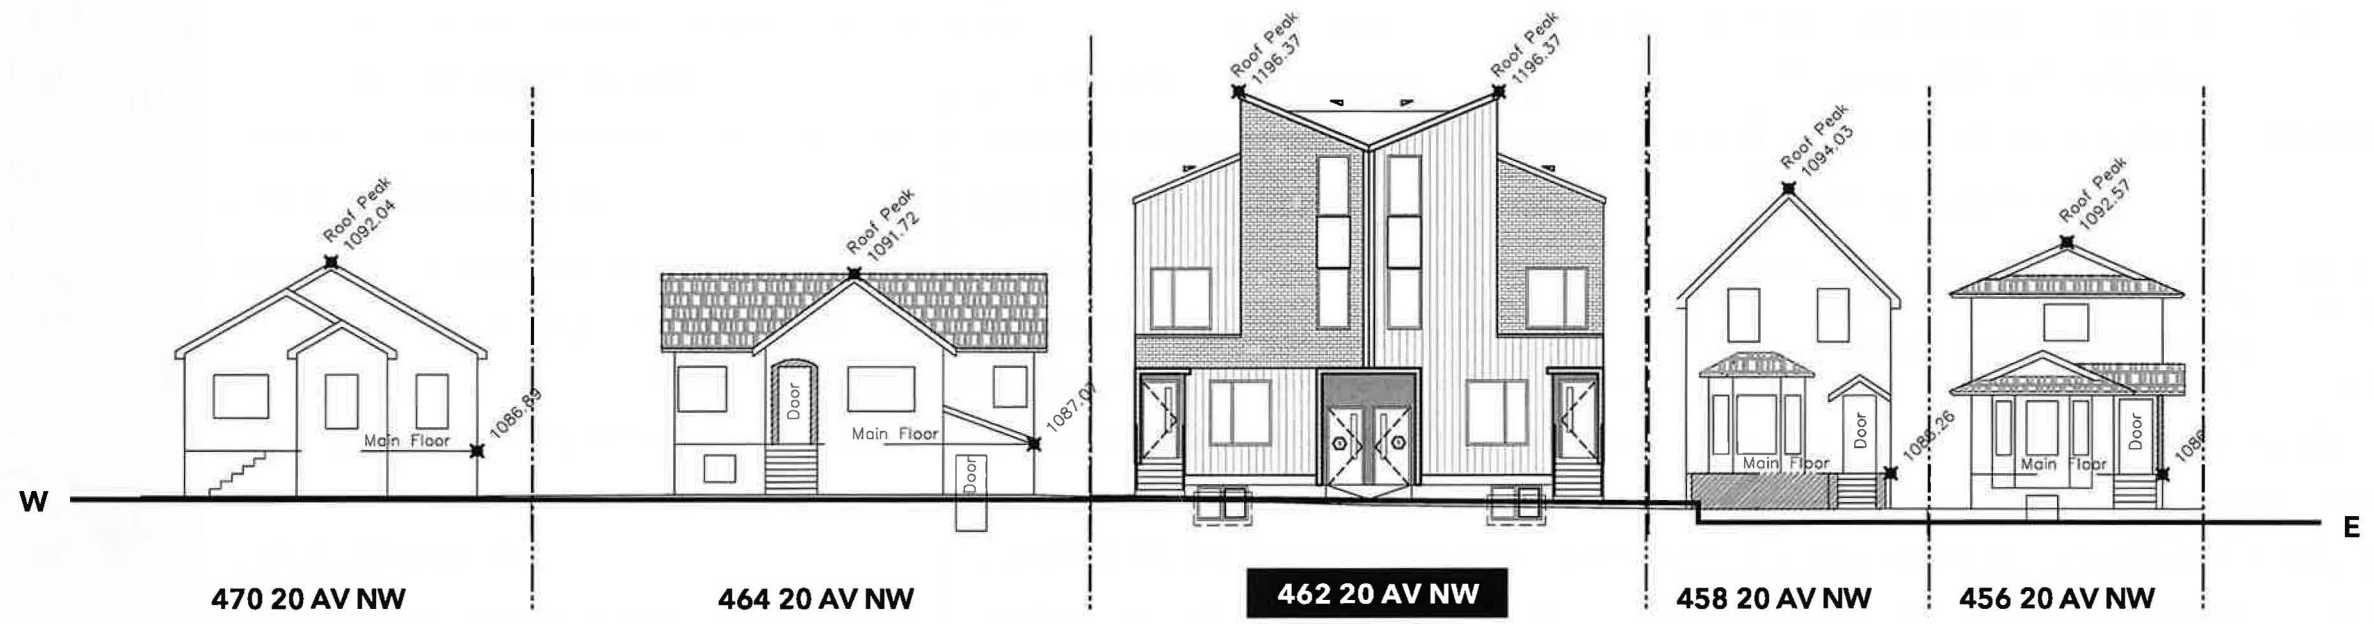 Roof Peak
1092.04
Main Floor
1086.89
Roof Peak
1091.72
Door
Main Floor
Door
1087.07
Roof Peak
1196.37
Roof Peak
1196.37
Roof Peak
1094.03
Door
Main Floor
1086.26
Roof Peak
1092.57
Door
Main Floor
W
E
470 20 AV NW
464 20 AV NW
462 20 AV NW
458 20 AV NW
456 20 AV NW